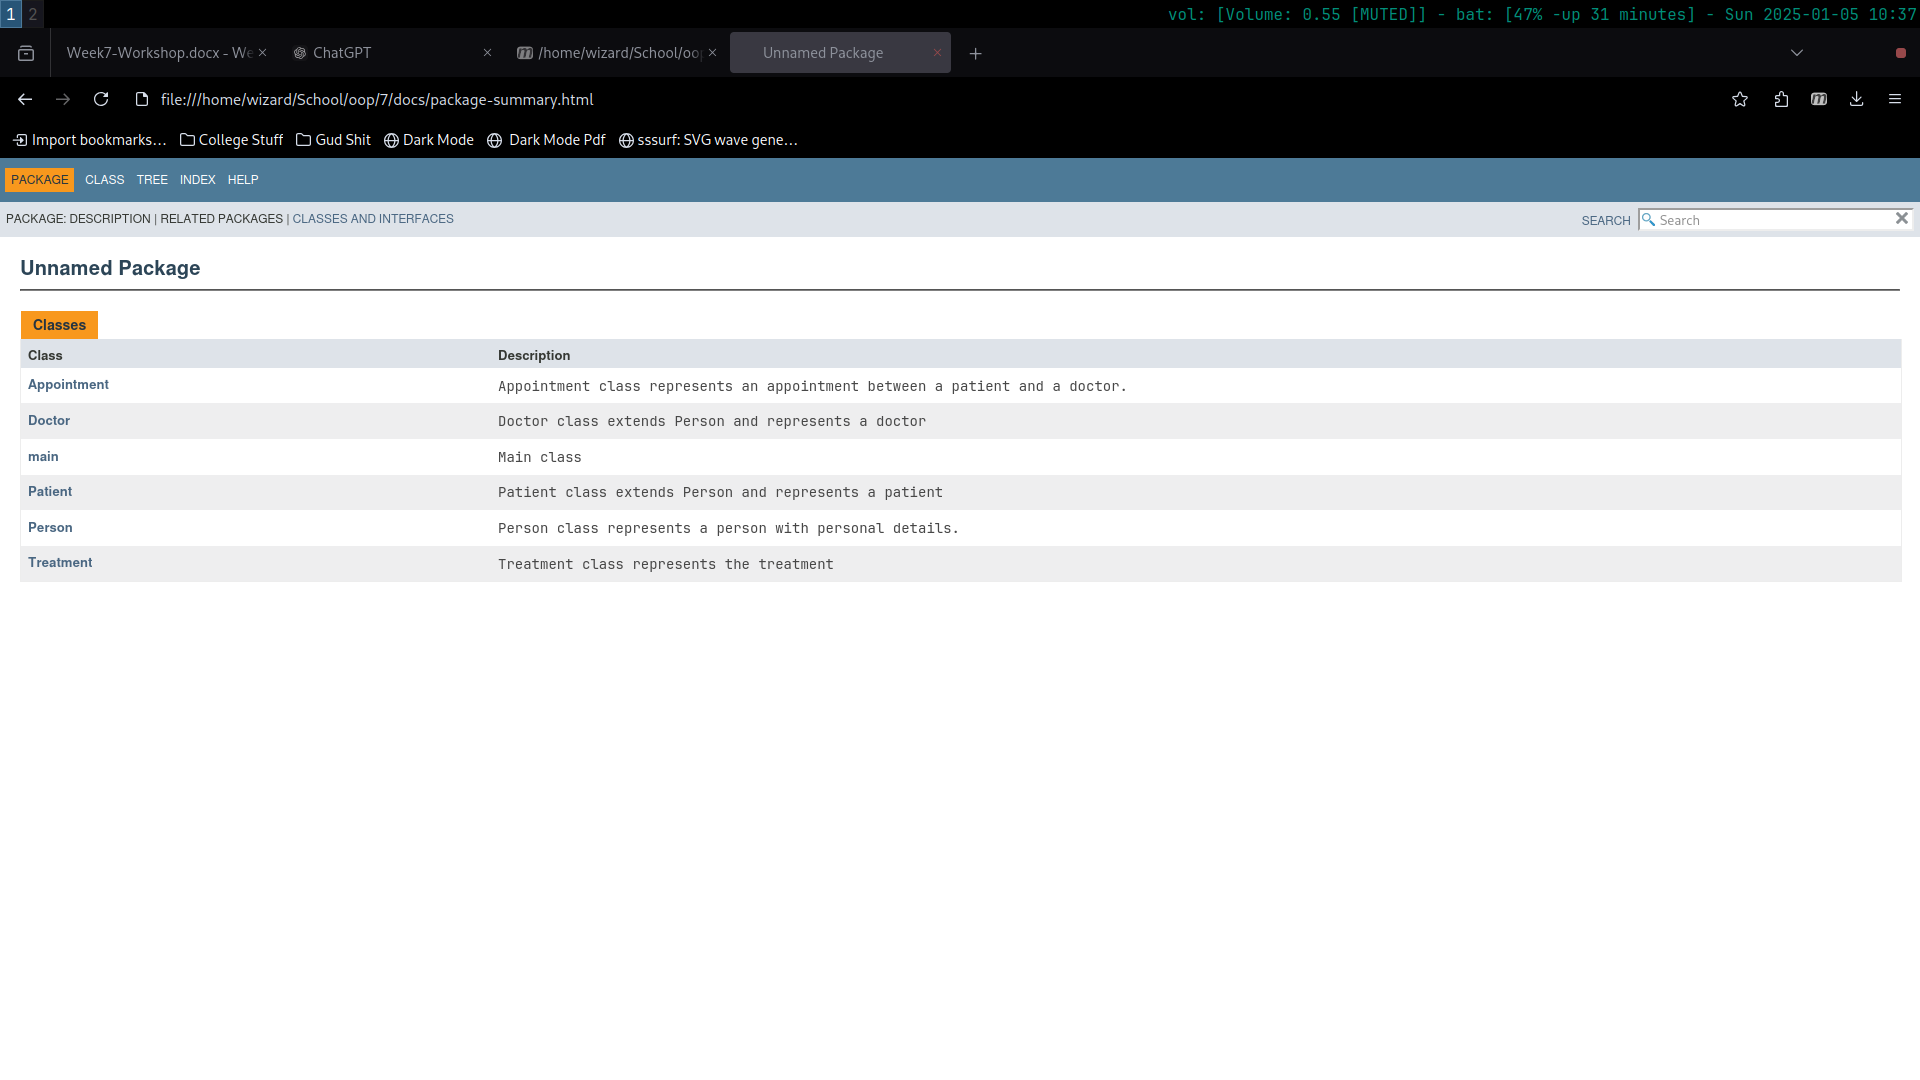 1 2 vol: [Volume: 0.55 [MUTED]] - bat: [47% -up 31 minutes] - Sun 2025-01-05 10:37
Week7-Workshop.docx - We ChatGPT /home/wizard/School/oop Unnamed Package
file:///home/wizard/School/oop/7/docs/package-summary.html
Import bookmarks… College Stuff Gud Shit Dark Mode Dark Mode Pdf sssurf: SVG wave gene…
PACKAGE CLASS TREE INDEX HELP
PACKAGE: DESCRIPTION | RELATED PACKAGES | CLASSES AND INTERFACES SEARCH Search
Unnamed Package
Classes
Class Description
Appointment Appointment class represents an appointment between a patient and a doctor.
Doctor Doctor class extends Person and represents a doctor
main Main class
Patient Patient class extends Person and represents a patient
Person Person class represents a person with personal details.
Treatment Treatment class represents the treatment